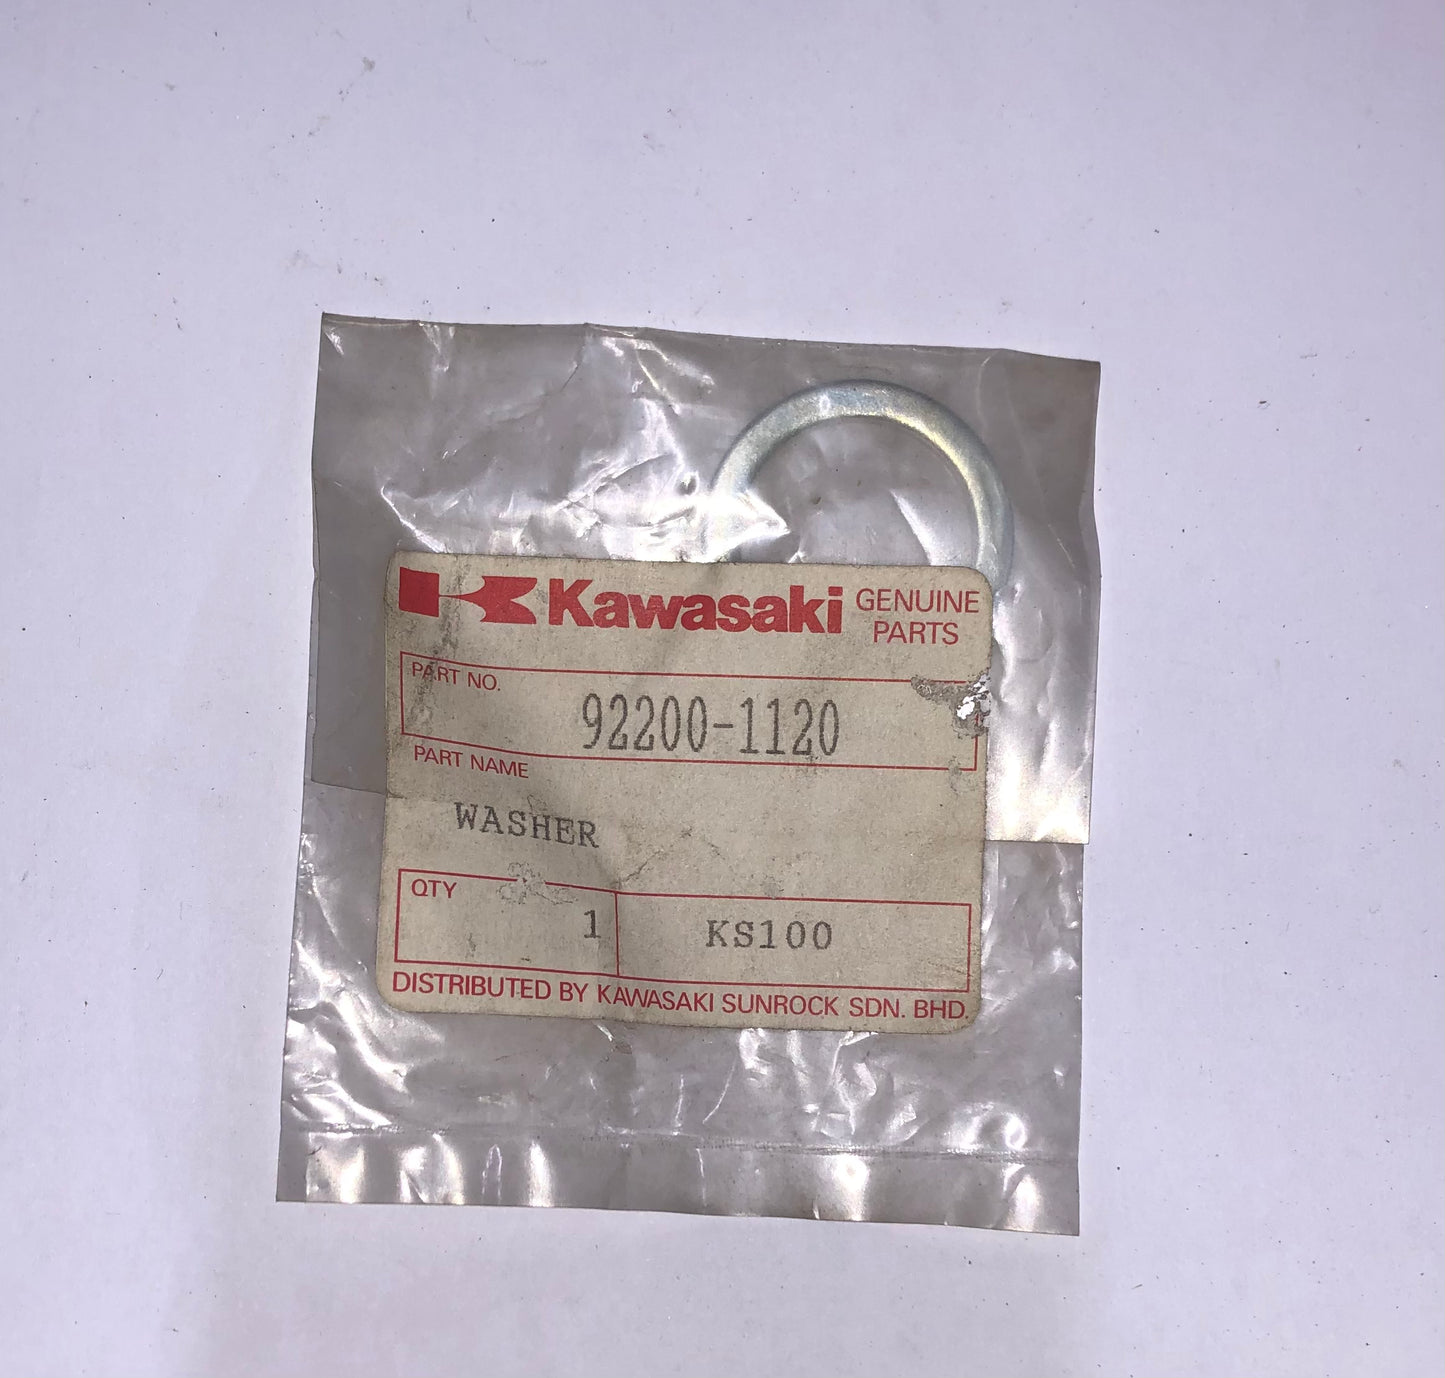 Kawasaki GENUINE
PARTS
PART NO.
92200-1120
PART NAME
WASHER
QTY
1 KS100
DISTRIBUTED BY KAWASAKI SUNROCK SDN. BHD.